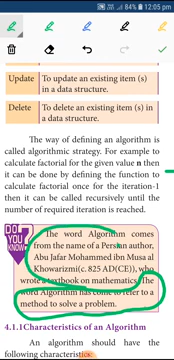 84% 12:05 pm
Update To update an existing item (s)
in a data structure.
Delete To delete an existing item (s) in
a data structure.
The way of defining an algorithm is
called algorithmic strategy. For example to
calculate factorial for the given value n then
it can be done by defining the function to
calculate factorial once for the iteration-1
then it can be called recursively until the
number of required iteration is reached.
DO YOU KNOW?
The word Algorithm comes
from the name of a Persian author,
Abu Jafar Mohammed ibn Musa al
Khowarizmi(c. 825 AD(CE)), who
wrote a textbook on mathematics. The
word Algorithm has come to refer to a
method to solve a problem.
4.1.1Characteristics of an Algorithm
An algorithm should have
the following characteristics